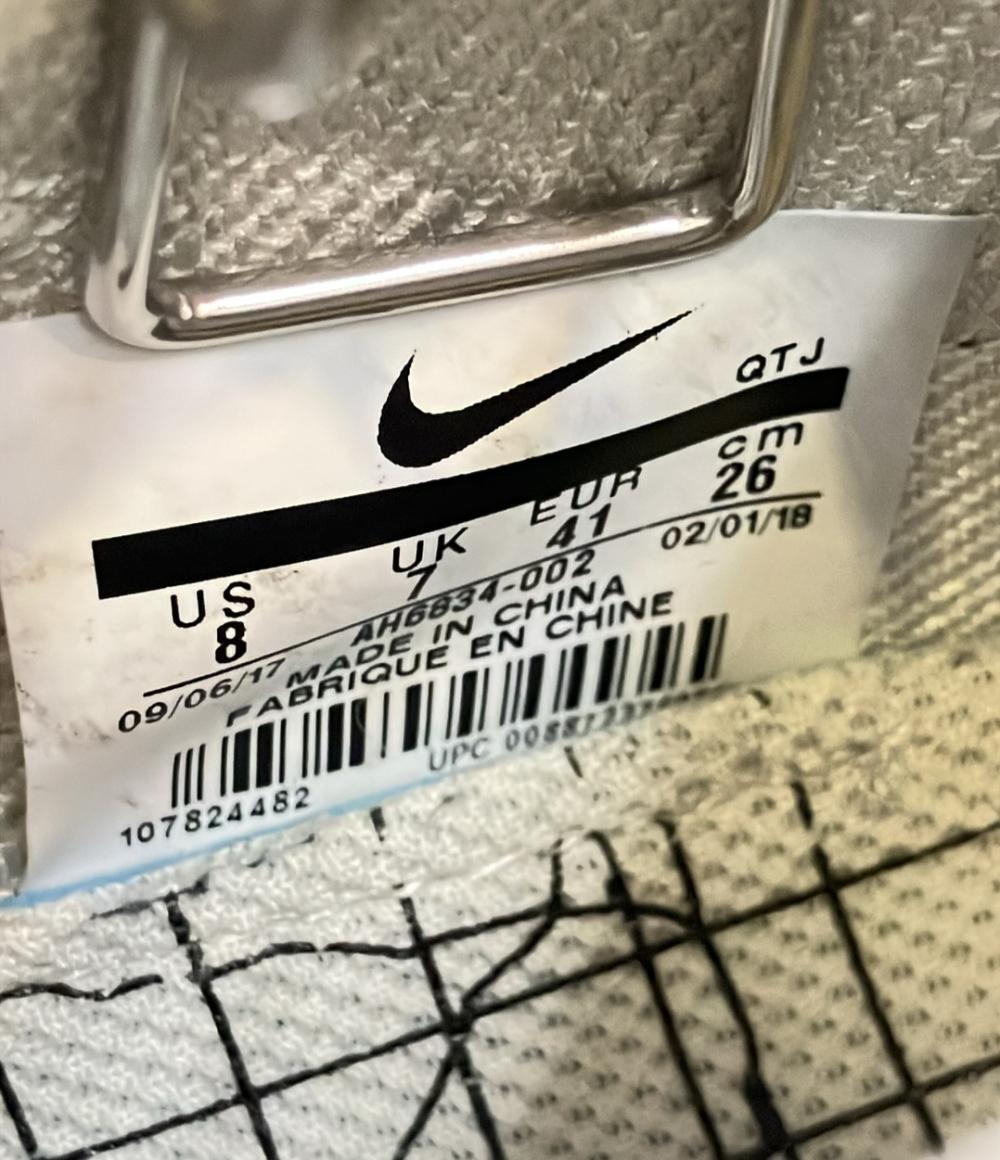 QTJ
US UK EUR cm
8 7 41 26
09/06/17 02/01/18
AH6834-002
MADE IN CHINA
FABRIQUE EN CHINE
UPC
107824482